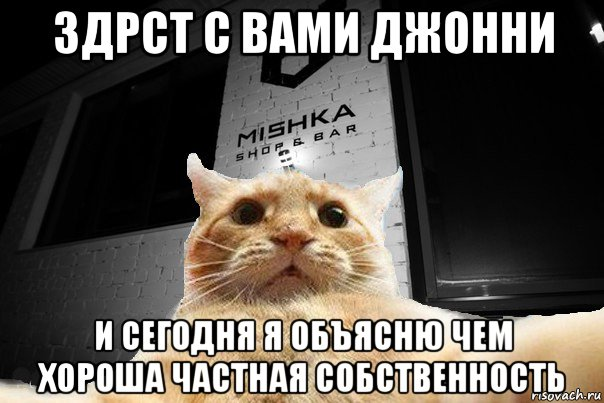 ЗДРСТ С ВАМИ ДЖОННИ
MISHKA
SHOP & BAR
И СЕГОДНЯ Я ОБЪЯСНЮ ЧЕМ
ХОРОША ЧАСТНАЯ СОБСТВЕННОСТЬ
risovach.ru